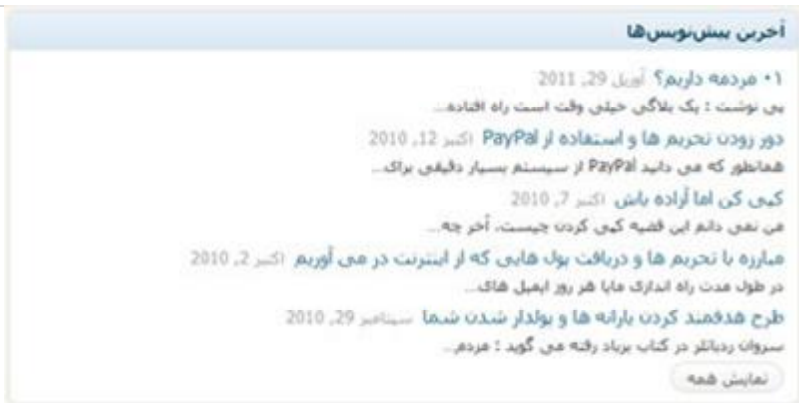 آخرین پیش‌نویس‌ها
۱۰ مردمه داریم؟ آوریل 29, 2011
پی نوشت : یک بلاگی خیلی وقت است راه افتاده...
دور زودن تحریم ها و استفاده از PayPal اکتبر 12, 2010
همانطور که می دانید PayPal از سیستم بسیار دقیقی برای...
کپی کن اما آزاده باش اکتبر 7, 2010
من نمی دانم این قضیه کپی کردن چیست، آخر چه...
مبارزه با تحریم ها و دریافت پول هایی که از اینترنت در می آوریم اکتبر 2, 2010
در طول مدت راه اندازی مایا هر روز ایمیل های...
طرح هدفمند کردن یارانه ها و پولدار شدن شما سپتامبر 29, 2010
سروان ردباتلر در کتاب برباد رفته می گوید : مردم...
نمایش همه